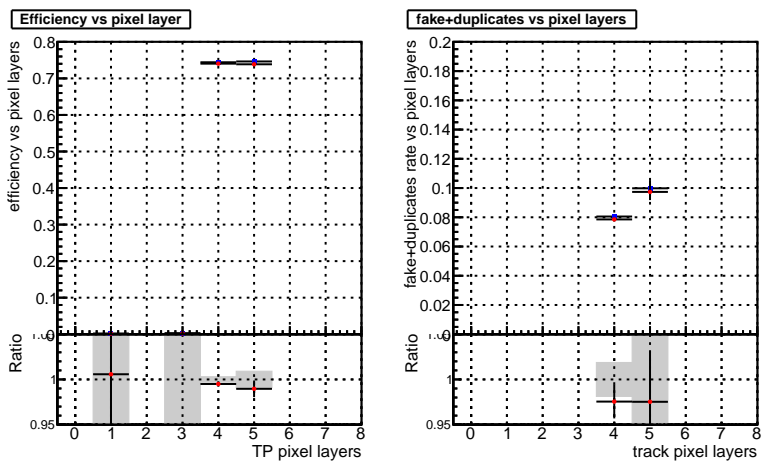 Efficiency vs pixel layer
efficiency vs pixel layers
0.8
0.7
0.6
0.5
0.4
0.3
0.2
0.1
Ratio
1
0.95
0 1 2 3 4 5 6 7 8
TP pixel layers
fake+duplicates vs pixel layers
fake+duplicates rate vs pixel layers
0.2
0.18
0.16
0.14
0.12
0.1
0.08
0.06
0.04
0.02
Ratio
1
0.95
0 1 2 3 4 5 6 7 8
track pixel layers